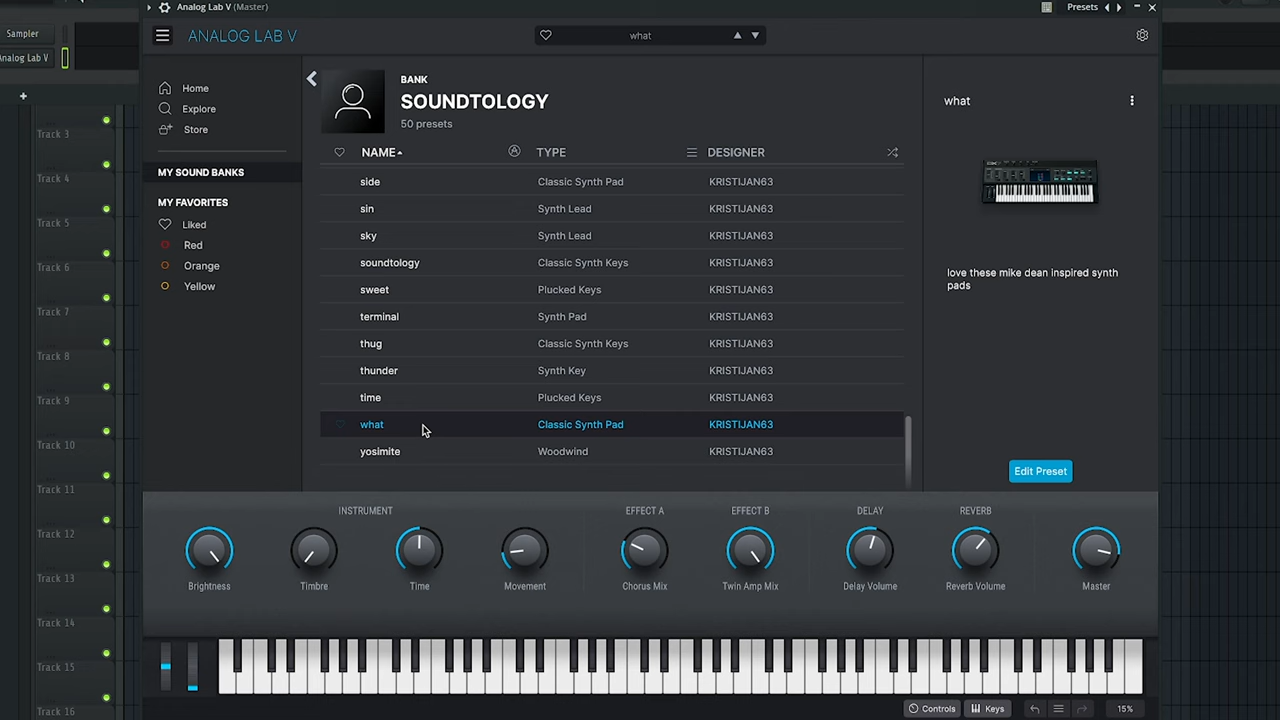 Analog Lab V (Master)
Presets
Sampler
Analog Lab V
Track 3
Track 4
Track 5
Track 6
Track 7
Track 8
Track 9
Track 10
Track 11
Track 12
Track 13
Track 14
Track 15
Track 16
ANALOG LAB V
what
Home
Explore
Store
MY SOUND BANKS
MY FAVORITES
Liked
Red
Orange
Yellow
BANK
SOUNDTOLOGY
50 presets
NAME TYPE DESIGNER
side Classic Synth Pad KRISTIJAN63
sin Synth Lead KRISTIJAN63
sky Synth Lead KRISTIJAN63
soundtology Classic Synth Keys KRISTIJAN63
sweet Plucked Keys KRISTIJAN63
terminal Synth Pad KRISTIJAN63
thug Classic Synth Keys KRISTIJAN63
thunder Synth Key KRISTIJAN63
time Plucked Keys KRISTIJAN63
what Classic Synth Pad KRISTIJAN63
yosimite Woodwind KRISTIJAN63
what
love these mike dean inspired synth
pads
Edit Preset
INSTRUMENT EFFECT A EFFECT B DELAY REVERB
Brightness Timbre Time Movement Chorus Mix Twin Amp Mix Delay Volume Reverb Volume Master
Controls Keys 15%